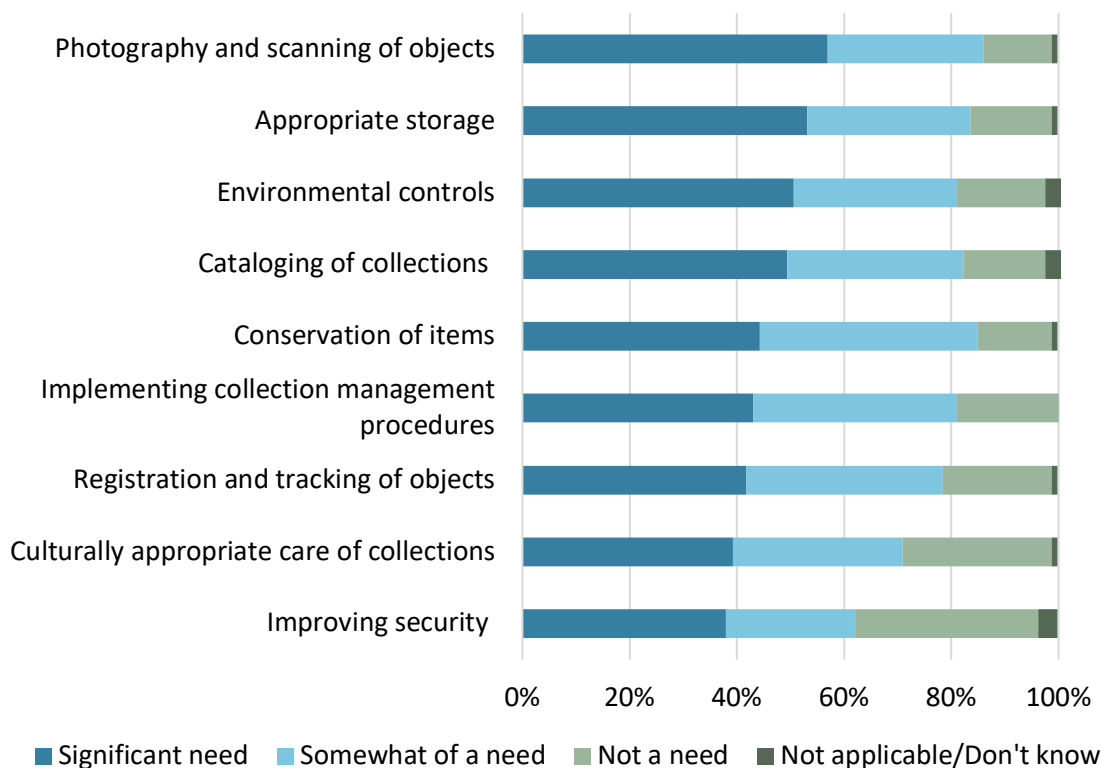 Photography and scanning of objects
Appropriate storage
Environmental controls
Cataloging of collections
Conservation of items
Implementing collection management
procedures
Registration and tracking of objects
Culturally appropriate care of collections
Improving security
0% 20% 40% 60% 80% 100%
Significant need Somewhat of a need Not a need Not applicable/Don't know